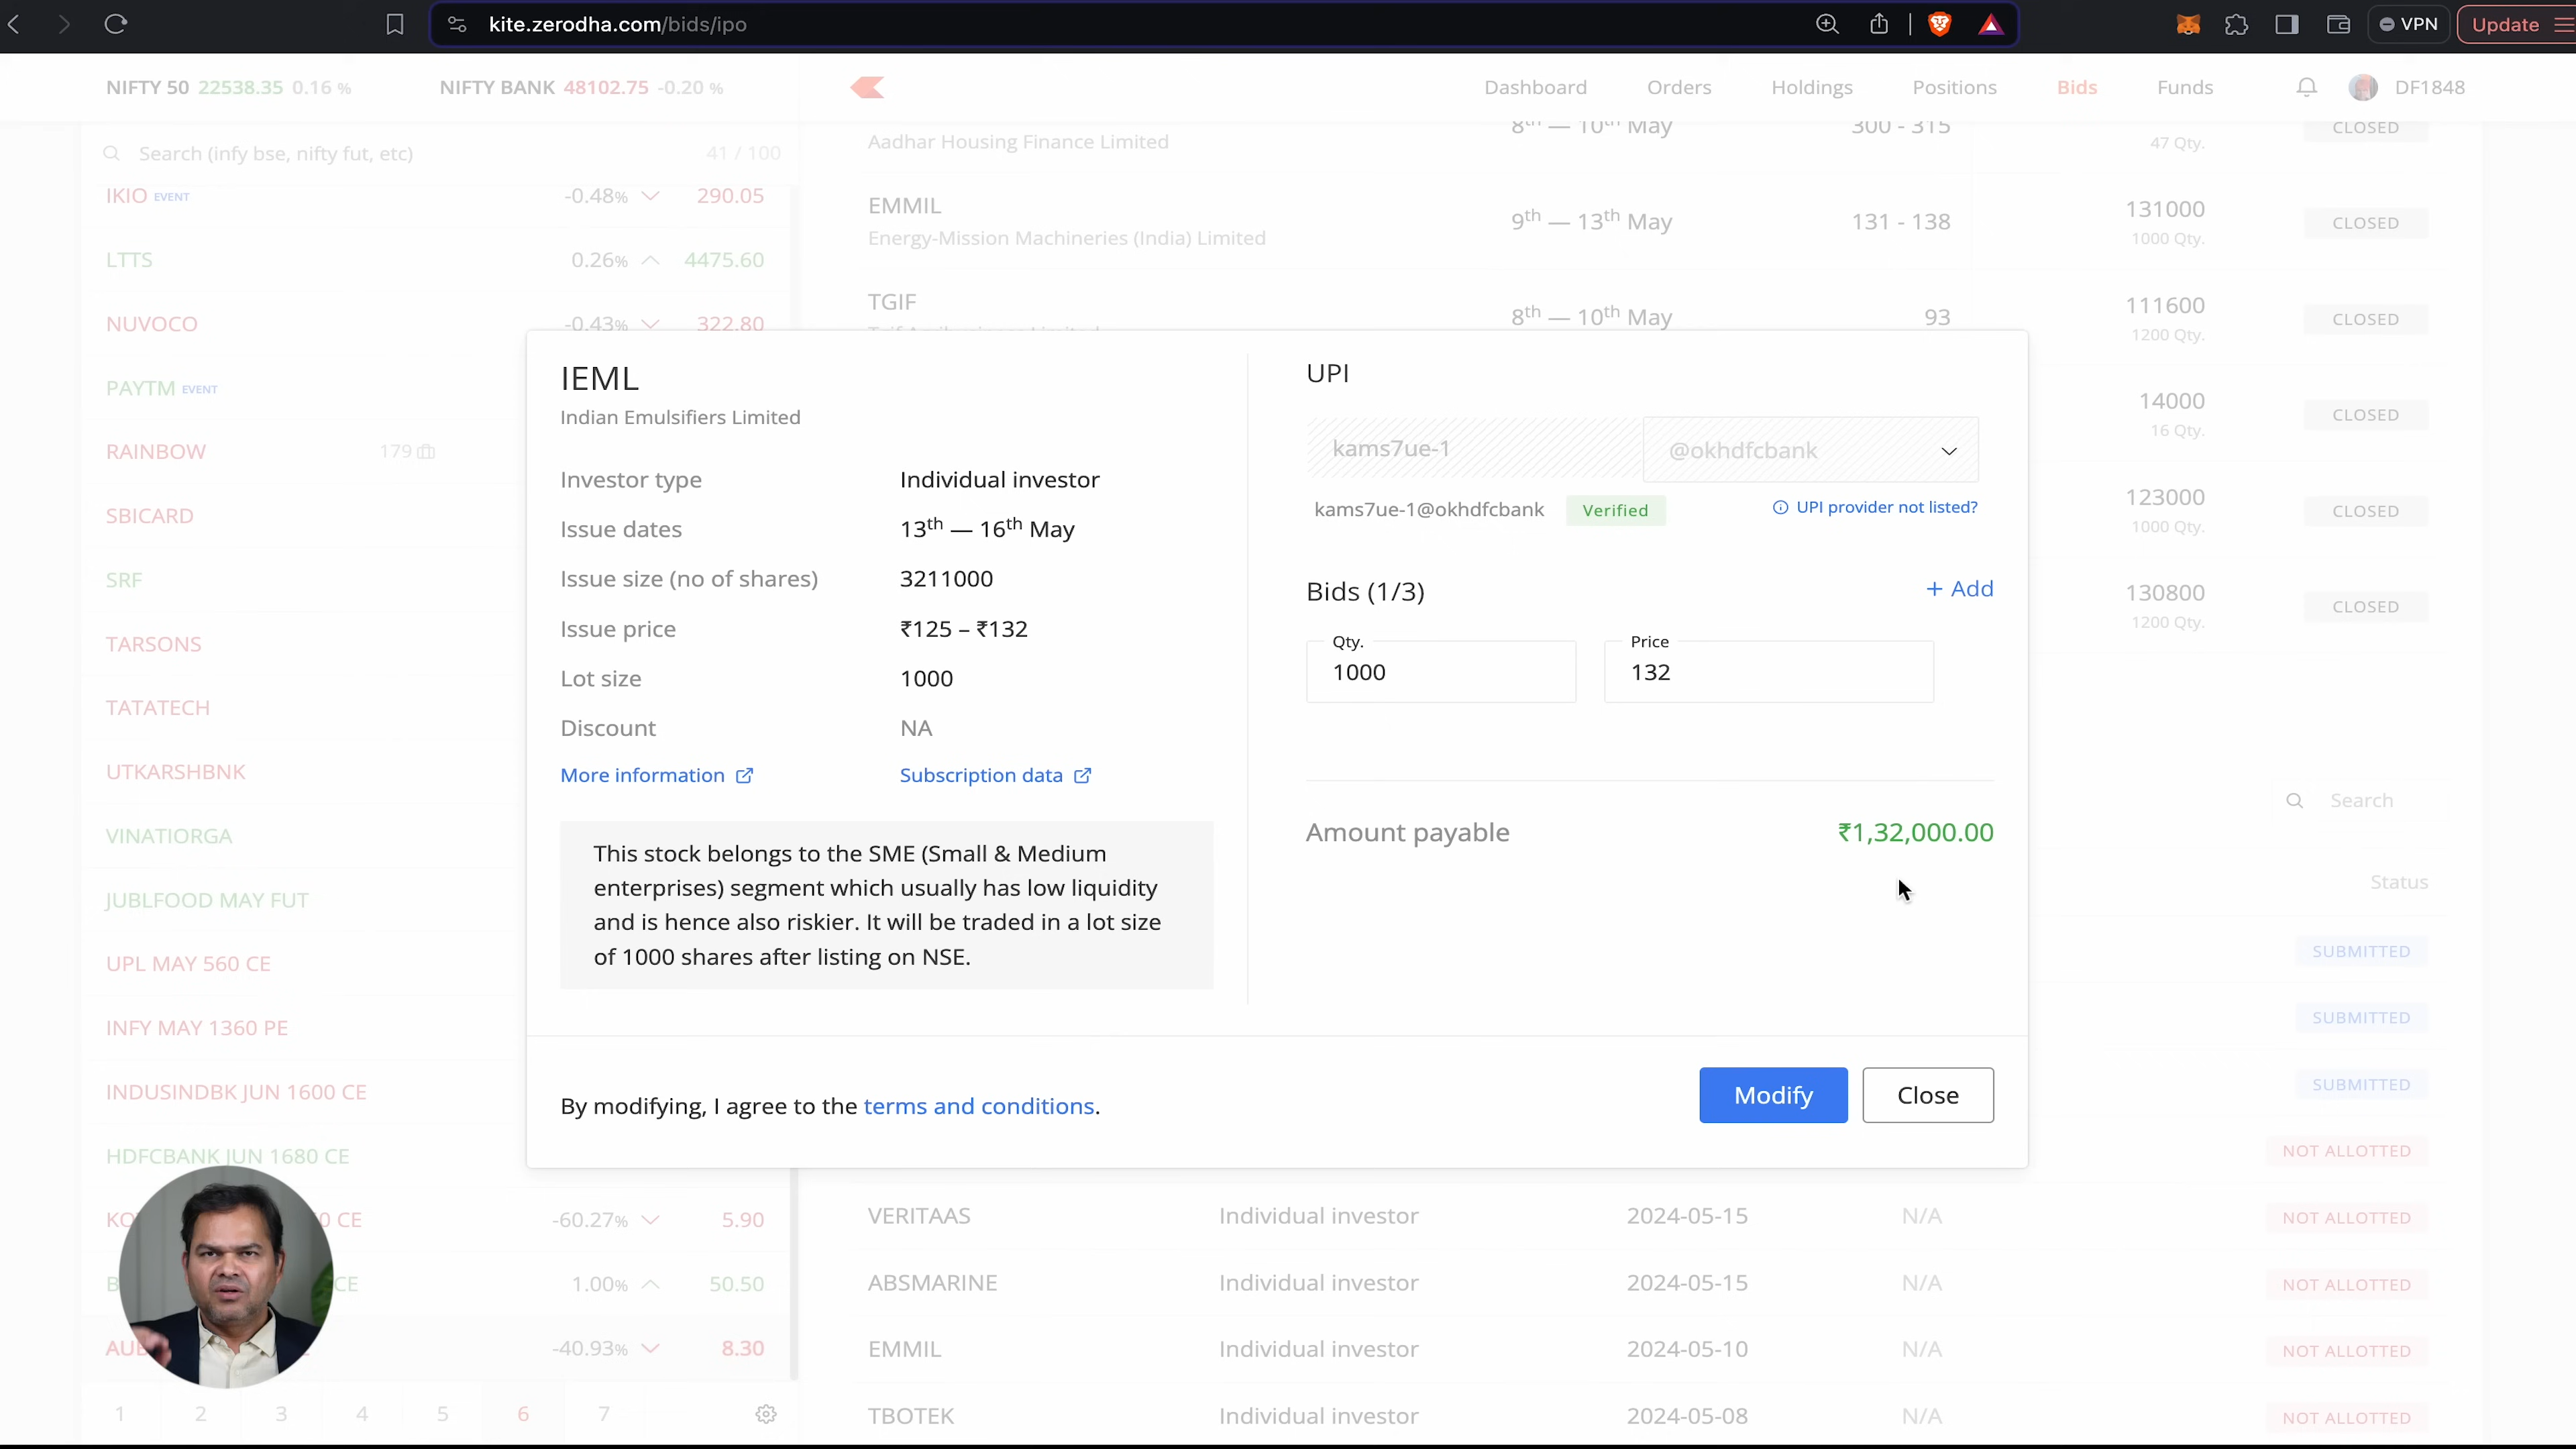 kite.zerodha.com/bids/ipo
VPN
Update
NIFTY 50 22538.35 0.16 %
NIFTY BANK 48102.75 -0.20 %
Dashboard
Orders
Holdings
Positions
Bids
Funds
DF1848
Search (infy bse, nifty fut, etc)
41 / 100
IKIO EVENT -0.48% 290.05
LTTS 0.26% 4475.60
NUVOCO -0.43% 322.80
PAYTM EVENT
RAINBOW 179
SBICARD
SRF
TARSONS
TATATECH
UTKARSHBNK
VINATIORGA
JUBLFOOD MAY FUT
UPL MAY 560 CE
INFY MAY 1360 PE
INDUSINDBK JUN 1600 CE
HDFCBANK JUN 1680 CE
0 CE -60.27% 5.90
CE 1.00% 50.50
-40.93% 8.30
1 2 3 4 5 6 7
8th — 10th May 300 - 315
Aadhar Housing Finance Limited
47 Qty.
CLOSED
EMMIL
Energy-Mission Machineries (India) Limited
9th — 13th May
131 - 138
131000
1000 Qty.
CLOSED
TGIF
8th — 10th May
93
111600
1200 Qty.
CLOSED
14000
16 Qty.
CLOSED
123000
1000 Qty.
CLOSED
130800
1200 Qty.
CLOSED
IEML
Indian Emulsifiers Limited
Investor type Individual investor
Issue dates 13th — 16th May
Issue size (no of shares) 3211000
Issue price ₹125 – ₹132
Lot size 1000
Discount NA
More information
Subscription data
This stock belongs to the SME (Small & Medium
enterprises) segment which usually has low liquidity
and is hence also riskier. It will be traded in a lot size
of 1000 shares after listing on NSE.
UPI
kams7ue-1 @okhdfcbank
kams7ue-1@okhdfcbank Verified
UPI provider not listed?
Bids (1/3)
+ Add
Qty.
1000
Price
132
Amount payable ₹1,32,000.00
By modifying, I agree to the terms and conditions.
Modify
Close
Search
Status
SUBMITTED
SUBMITTED
SUBMITTED
NOT ALLOTTED
VERITAAS Individual investor 2024-05-15 N/A NOT ALLOTTED
ABSMARINE Individual investor 2024-05-15 N/A NOT ALLOTTED
EMMIL Individual investor 2024-05-10 N/A NOT ALLOTTED
TBOTEK Individual investor 2024-05-08 N/A NOT ALLOTTED